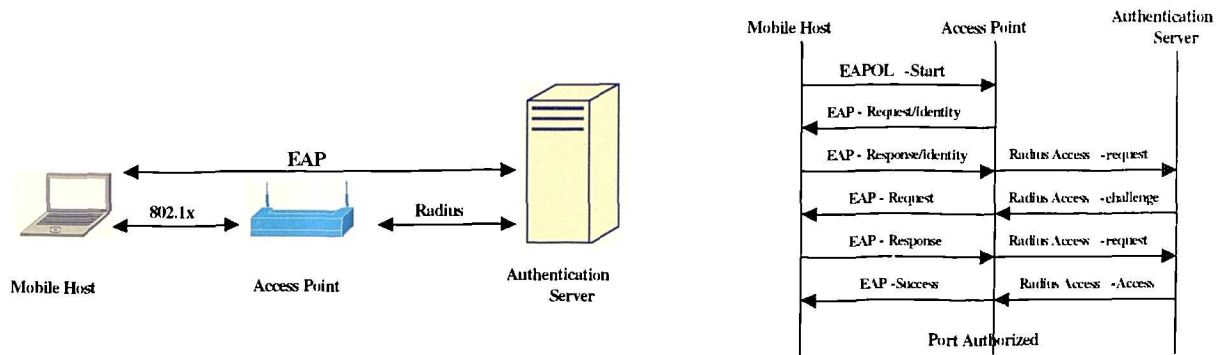 EAP
802.1x
Radius
Mobile Host
Access Point
Authentication
Server
Mobile Host
Access Point
Authentication
Server
EAPOL -Start
EAP - Request/Identity
EAP - Response/Identity
Radius Access -request
EAP - Request
Radius Access -challenge
EAP - Response
Radius Access -request
EAP -Success
Radius Access -Access
Port Authorized